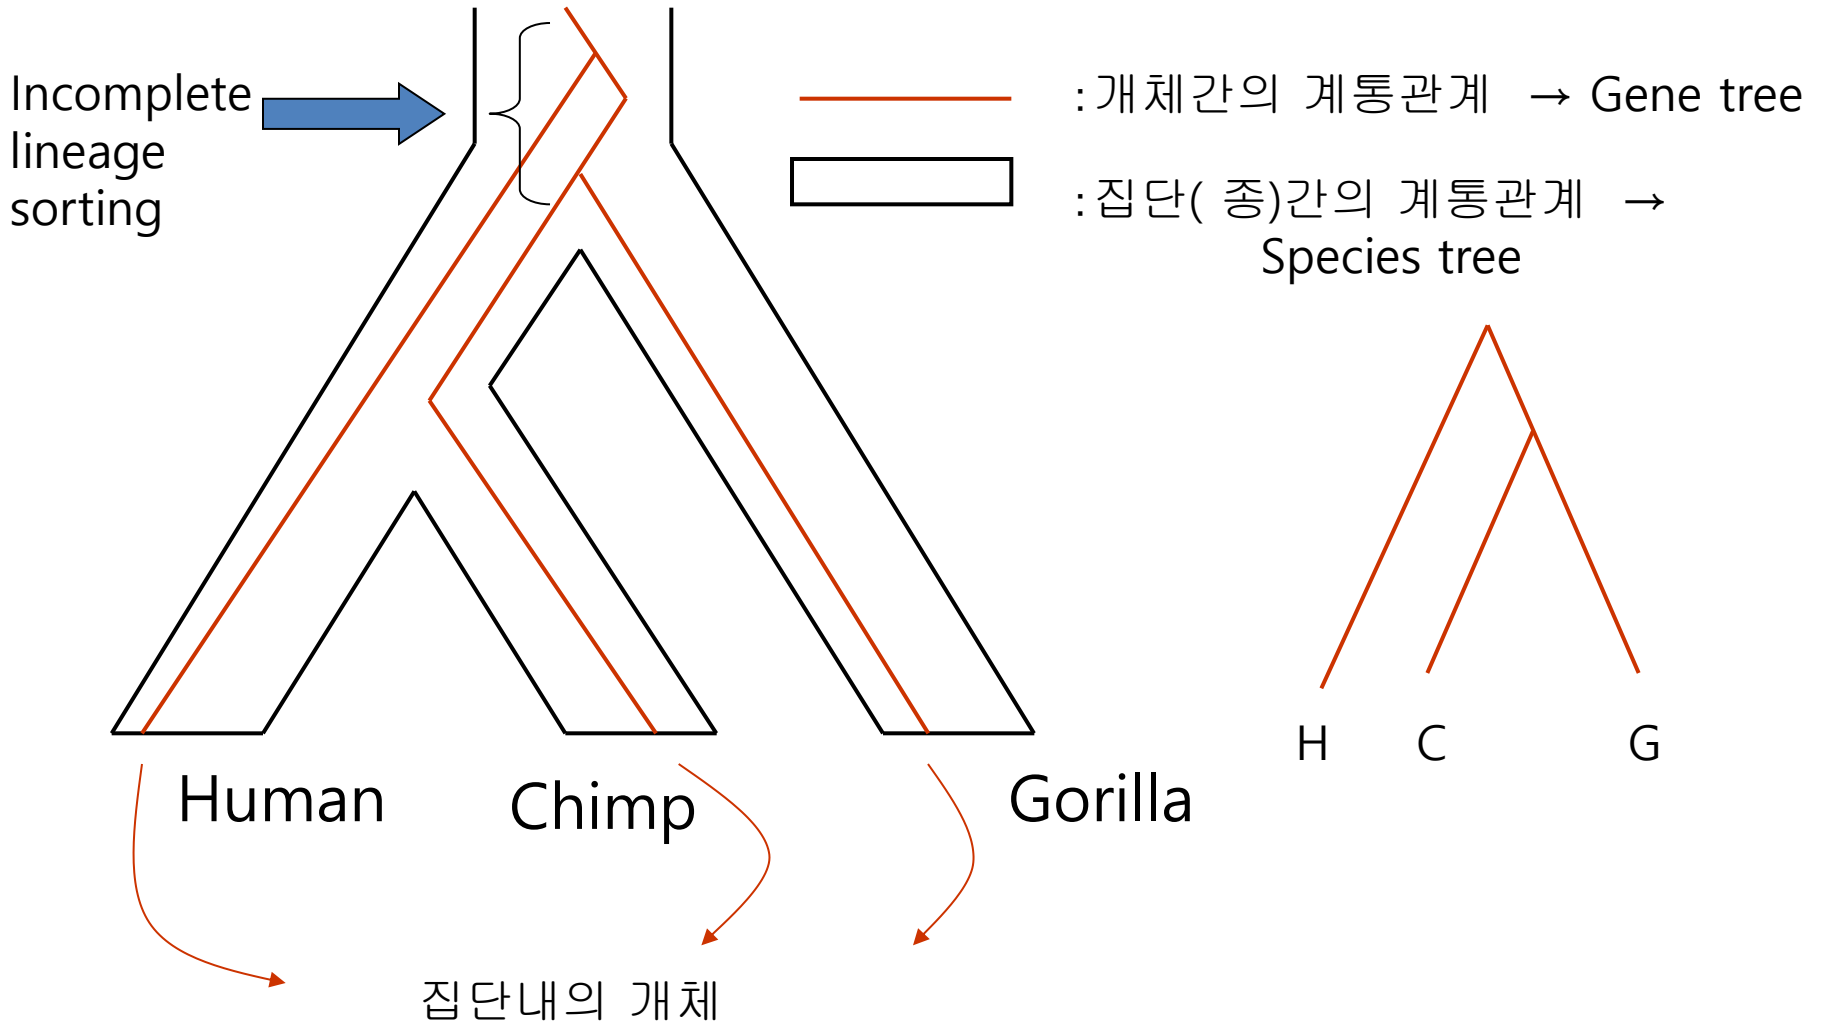 Incomplete
lineage
sorting
:개체간의 계통관계 → Gene tree
:집단( 종)간의 계통관계 →
Species tree
H C G
Human Chimp Gorilla
집단내의 개체